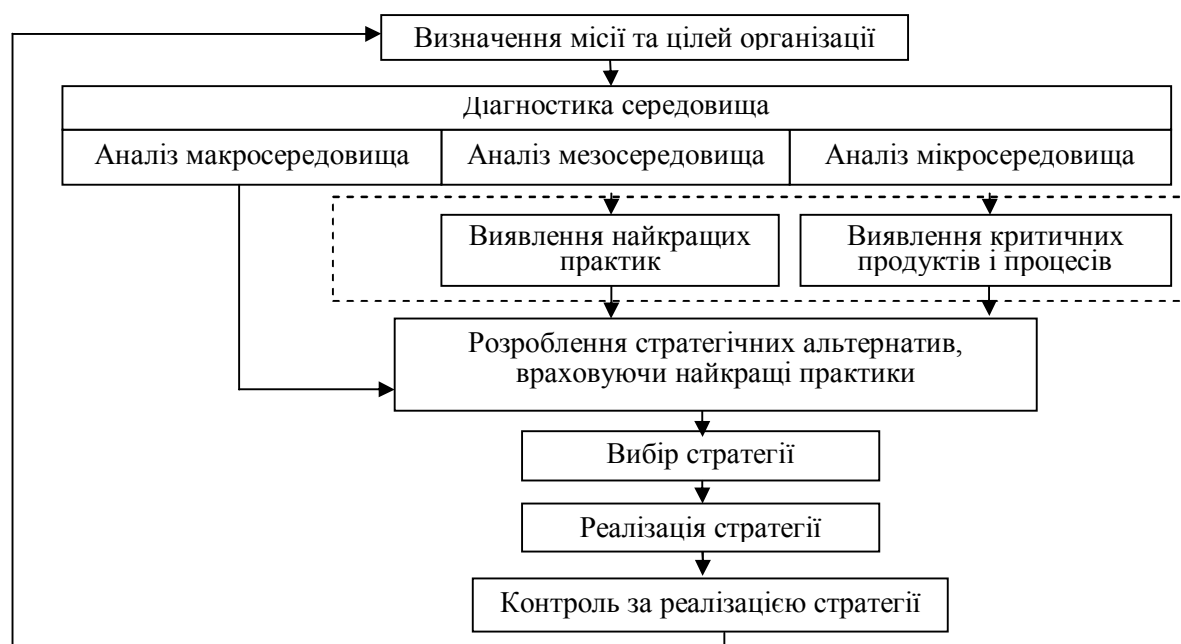 Визначення місії та цілей організації
Діагностика середовища
Аналіз макросередовища
Аналіз мезосередовища
Аналіз мікросередовища
Виявлення найкращих
практик
Виявлення критичних
продуктів і процесів
Розроблення стратегічних альтернатив,
враховуючи найкращі практики
Вибір стратегії
Реалізація стратегії
Контроль за реалізацією стратегії